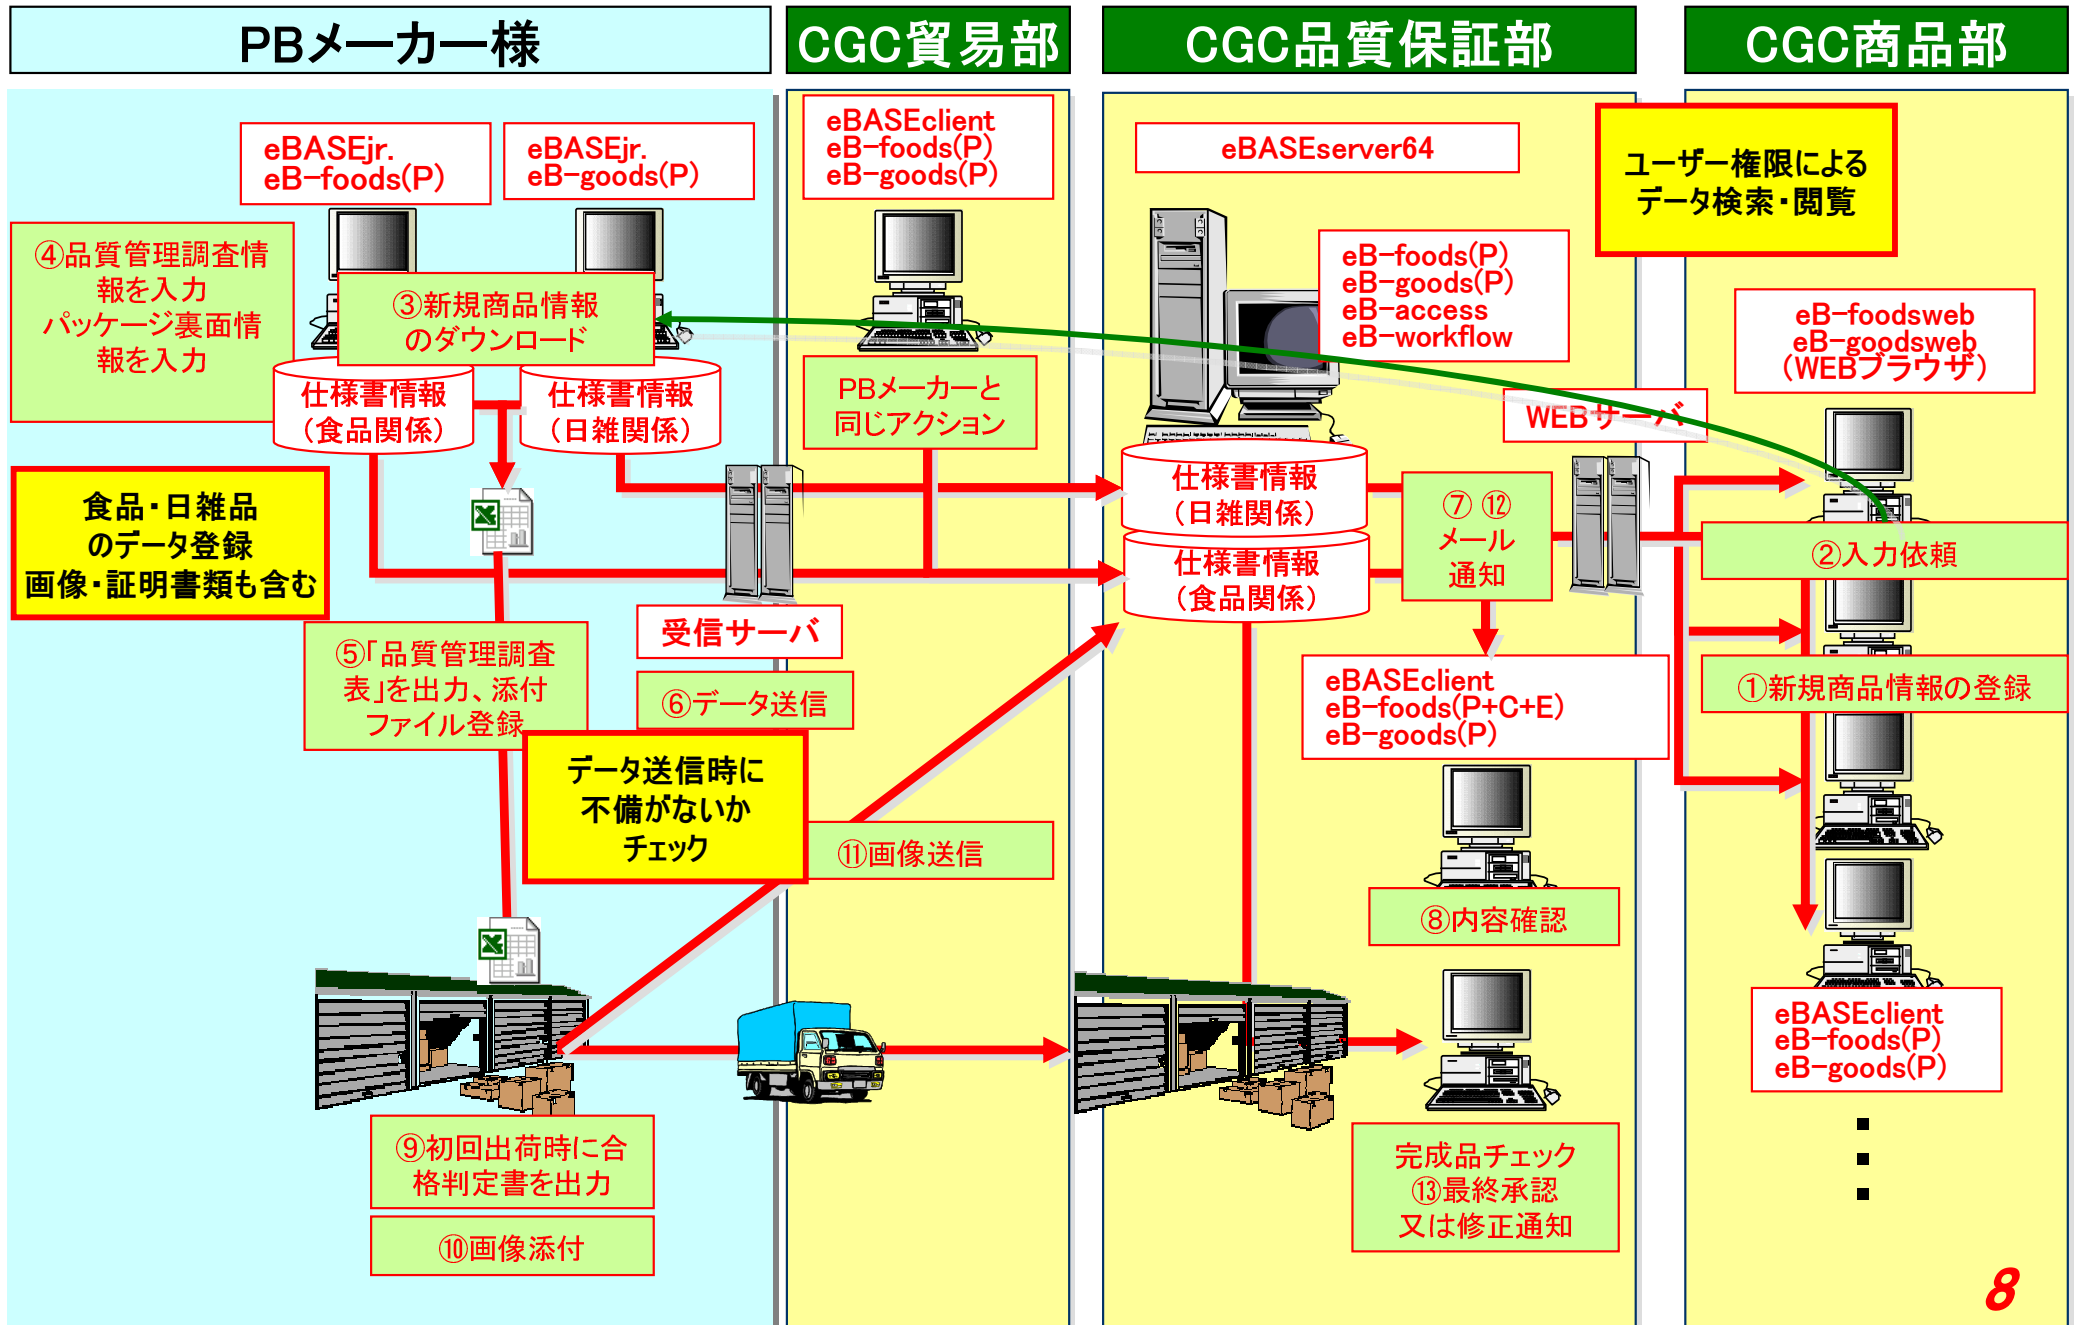 PBメーカー様
CGC貿易部
CGC品質保証部
CGC商品部
eBASEjr.
eB-foods(P)
eBASEjr.
eB-goods(P)
④品質管理調査情
報を入力
パッケージ裏面情
報を入力
③新規商品情報
のダウンロード
仕様書情報
(食品関係)
仕様書情報
(日雑関係)
食品・日雑品
のデータ登録
画像・証明書類も含む
⑤「品質管理調査
表」を出力、添付
ファイル登録
受信サーバ
⑥データ送信
データ送信時に
不備がないか
チェック
⑨初回出荷時に合
格判定書を出力
⑩画像添付
eBASEclient
eB-foods(P)
eB-goods(P)
PBメーカーと
同じアクション
⑪画像送信
eBASEserver64
eB-foods(P)
eB-goods(P)
eB-access
eB-workflow
仕様書情報
(日雑関係)
仕様書情報
(食品関係)
⑦⑫
メール
通知
WEBサーバ
eBASEclient
eB-foods(P+C+E)
eB-goods(P)
⑧内容確認
完成品チェック
⑬最終承認
又は修正通知
ユーザー権限による
データ検索・閲覧
eB-foodsweb
eB-goodsweb
(WEBブラウザ)
②入力依頼
①新規商品情報の登録
eBASEclient
eB-foods(P)
eB-goods(P)
8